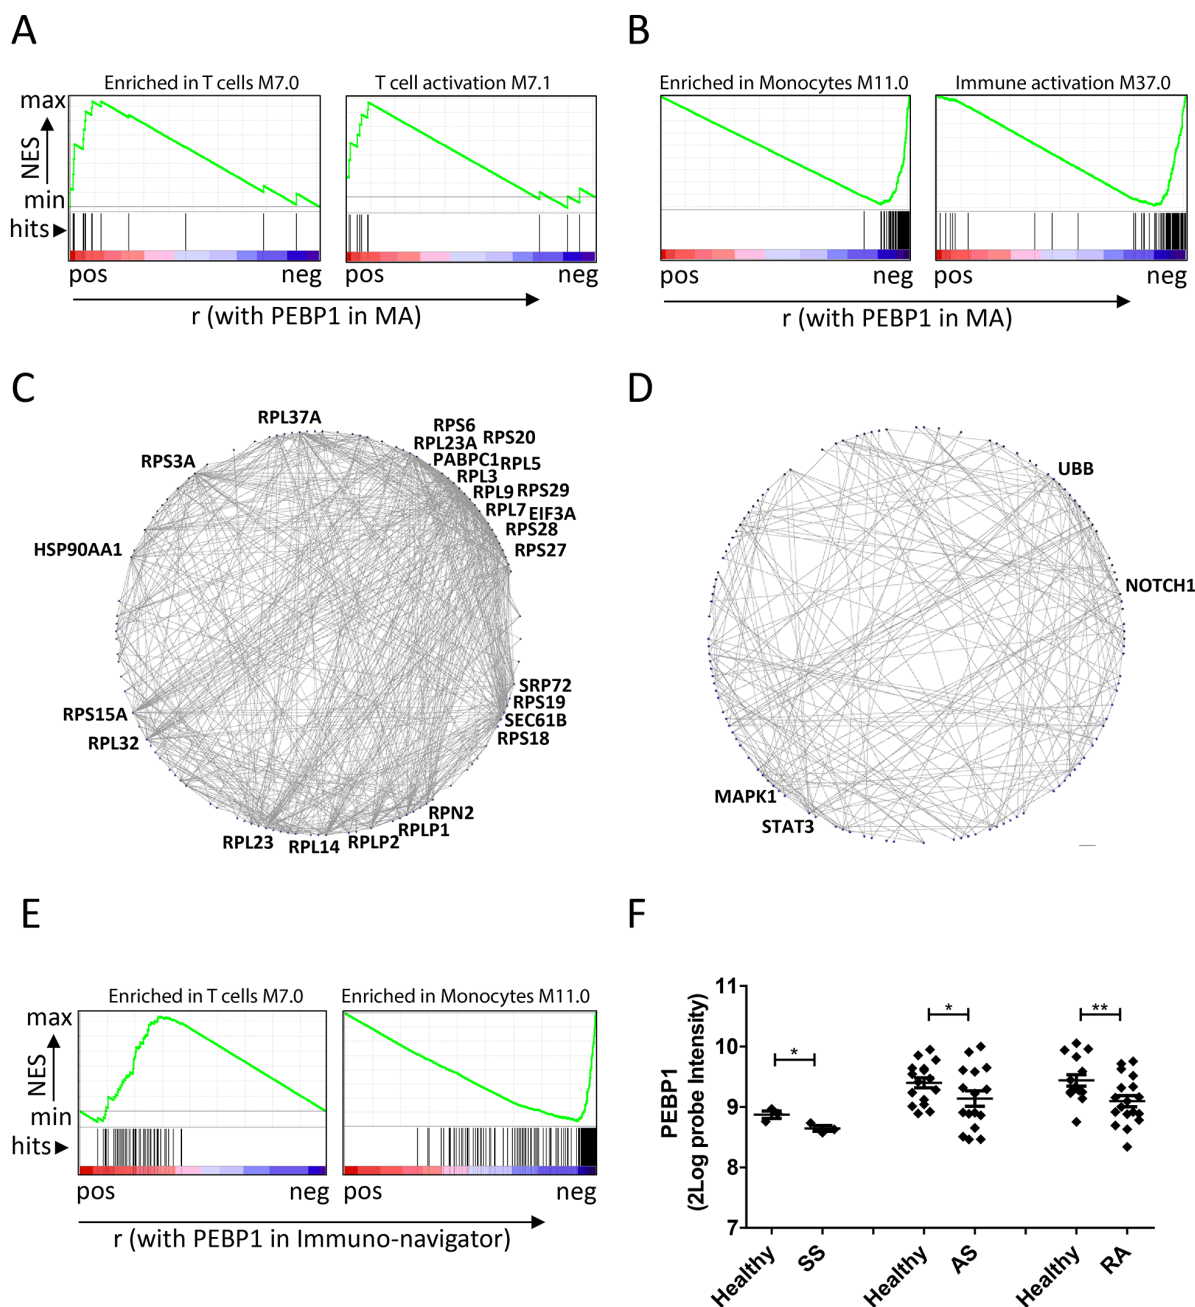 A
B
Enriched in T cells M7.0
T cell activation M7.1
Enriched in Monocytes M11.0
Immune activation M37.0
max
NES
min
hits
pos
neg
pos
neg
pos
neg
pos
neg
r (with PEBP1 in MA)
r (with PEBP1 in MA)
C
RPL37A
RPS6
RPL23A
RPS20
PABPC1
RPL5
RPL3
RPS3A
RPL9
RPS29
RPL7
EIF3A
RPS28
RPS27
HSP90AA1
SRP72
RPS19
SEC61B
RPS18
RPS15A
RPL32
RPN2
RPLP1
RPLP2
RPL14
RPL23
D
UBB
NOTCH1
MAPK1
STAT3
E
Enriched in T cells M7.0
Enriched in Monocytes M11.0
max
NES
min
hits
pos
neg
pos
neg
r (with PEBP1 in Immuno-navigator)
F
PEBP1
(2Log probe Intensity)
11
10
9
8
7
*
*
**
Healthy
SS
Healthy
AS
Healthy
RA